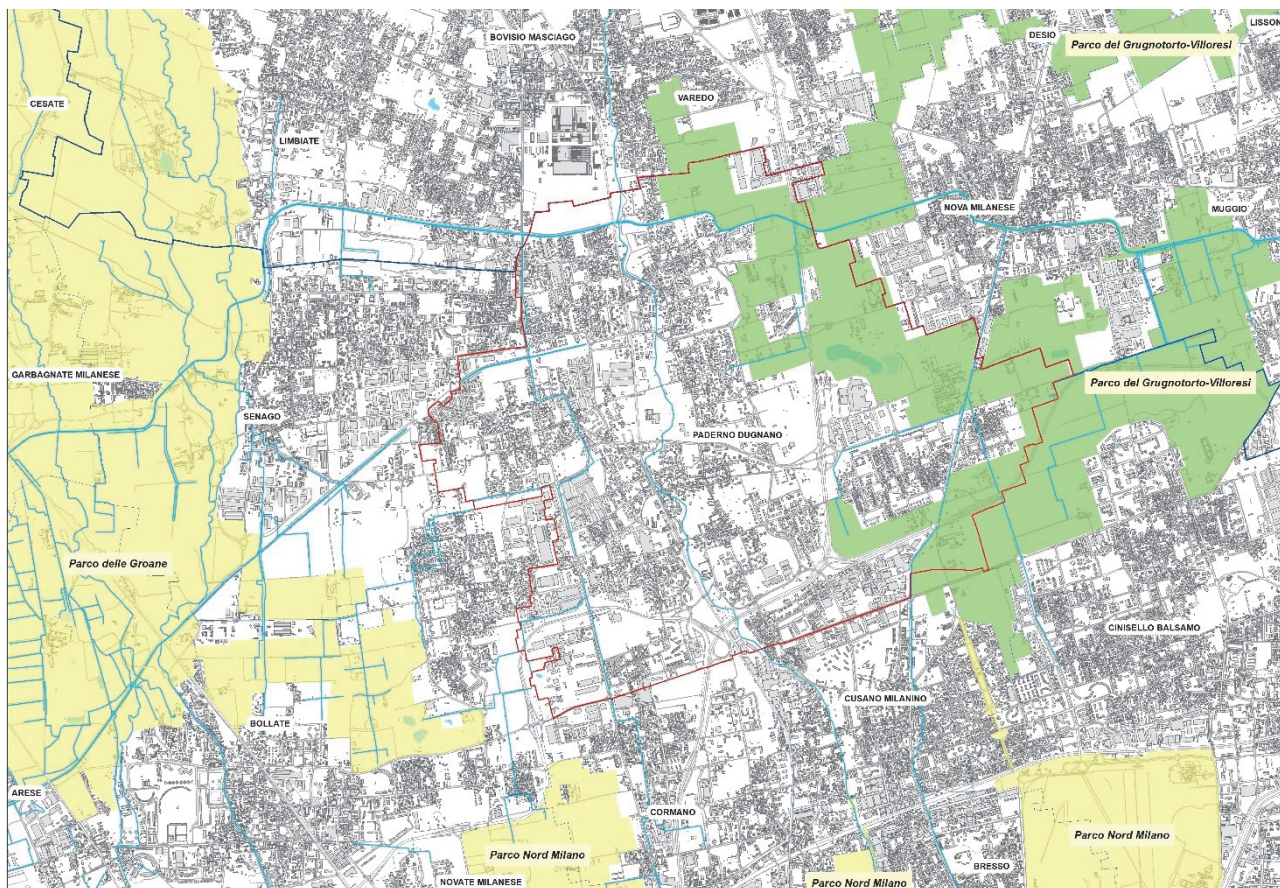 LISSON
BOVISIO MASCIAGO
DESIO
Parco del Grugnotorto-Villoresi
CESATE
VAREDO
LIMBIATE
NOVA MILANESE
MUGGIO
GARBAGNATE MILANESE
Parco del Grugnotorto-Villoresi
SENAGO
PADERNO DUGNANO
Parco delle Groane
CINISELLO BALSAMO
CUSANO MILANINO
BOLLATE
ARESE
CORMANO
Parco Nord Milano
Parco Nord Milano
BRESSO
NOVATE MILANESE
Parco Nord Milano